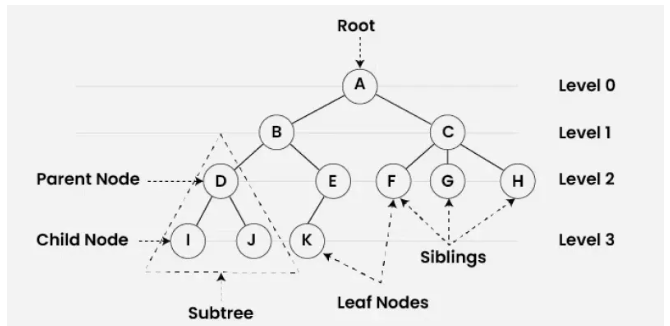 Root
A
Level 0
B
C
Level 1
Parent Node
D
E
F
G
H
Level 2
Child Node
I
J
K
Siblings
Level 3
Subtree
Leaf Nodes